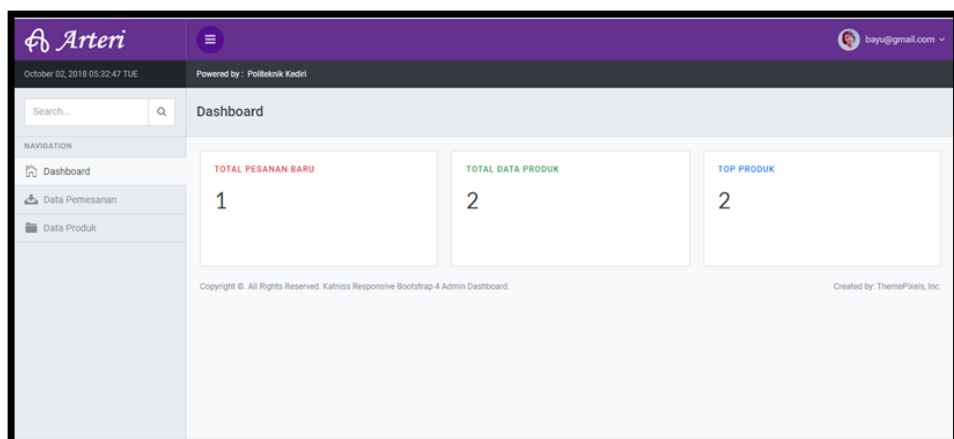 Arteri
bayu@gmail.com
October 02, 2018 05:32:47 TUE
Powered by : Politeknik Kediri
Search...
Dashboard
NAVIGATION
Dashboard
Data Pemesanan
Data Produk
TOTAL PESANAN BARU
1
TOTAL DATA PRODUK
2
TOP PRODUK
2
Copyright ©. All Rights Reserved. Katniss Responsive Bootstrap 4 Admin Dashboard.
Created by: ThemePixels, Inc.